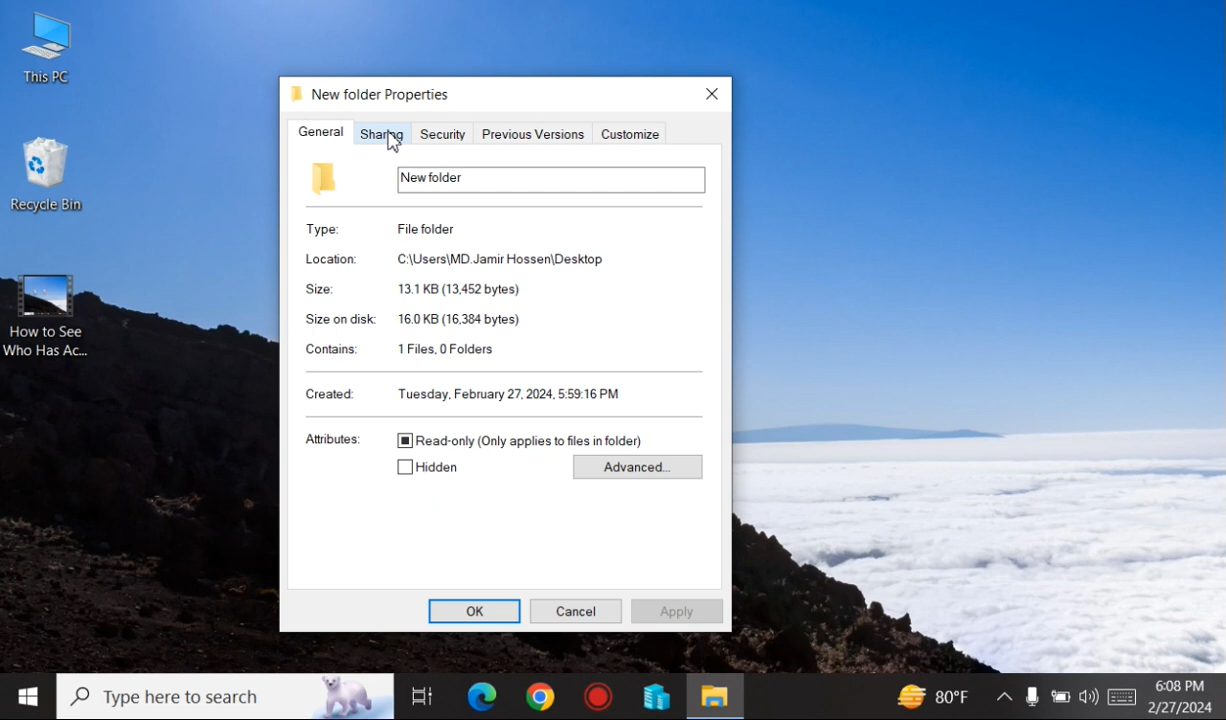 This PC
Recycle Bin
How to See
Who Has Ac...
New folder Properties
General Sharing Security Previous Versions Customize
New folder
Type: File folder
Location: C:\Users\MD.Jamir Hossen\Desktop
Size: 13.1 KB (13,452 bytes)
Size on disk: 16.0 KB (16,384 bytes)
Contains: 1 Files, 0 Folders
Created: Tuesday, February 27, 2024, 5:59:16 PM
Attributes: Read-only (Only applies to files in folder)
Hidden Advanced...
OK Cancel Apply
Type here to search 80°F 6:08 PM
2/27/2024